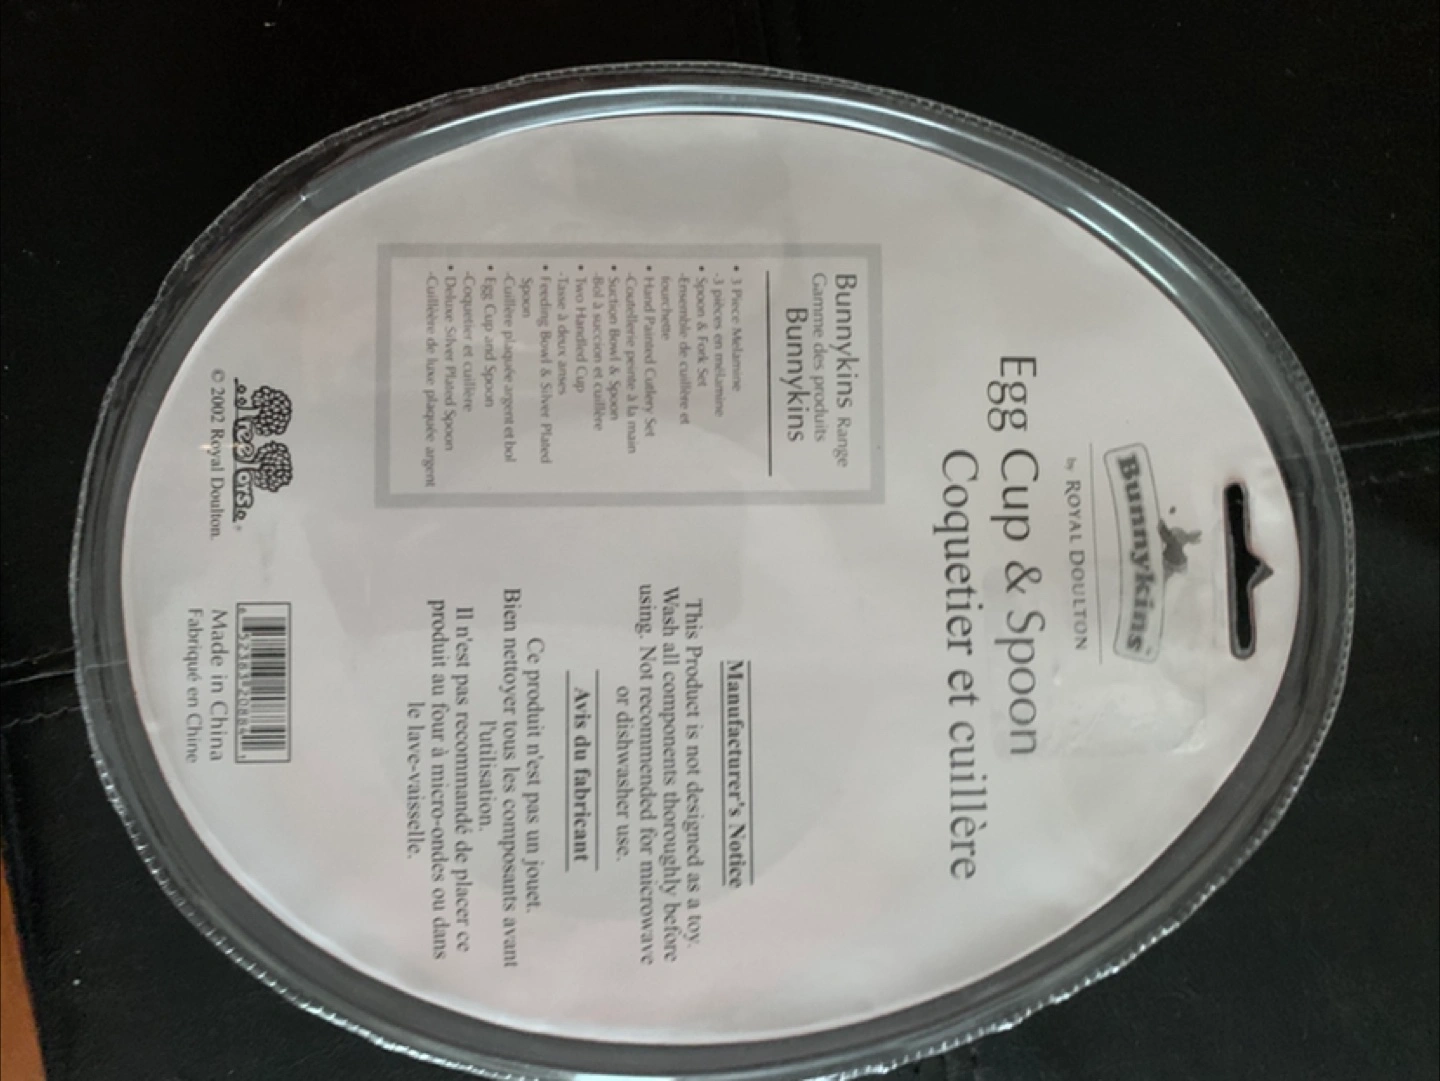 Bunnykins
by ROYAL DOULTON
Egg Cup & Spoon
Coquetier et cuillère
Bunnykins Range
Gamme des produits
Bunnykins
• 3 Piece Melamine
-3 pièces en mélamine
• Spoon & Fork Set
-Ensemble de cuillère et
fourchette
• Hand Painted Cutlery Set
-Coutellerie peinte à la main
• Suction Bowl & Spoon
-Bol à succion et cuillère
• Two Handled Cup
-Tasse à deux anses
• Feeding Bowl & Silver Plated
Spoon
-Cuillère plaquée argent et bol
• Egg Cup and Spoon
-Coquetier et cuillère
• Deluxe Silver Plated Spoon
-Cuillère de luxe plaquée argent
Manufacturer's Notice
This Product is not designed as a toy.
Wash all components thoroughly before
using. Not recommended for microwave
or dishwasher use.
Avis du fabricant
Ce produit n'est pas un jouet.
Bien nettoyer tous les composants avant
l'utilisation.
Il n'est pas recommandé de placer ce
produit au four à micro-ondes ou dans
le lave-vaisselle.
Tree Toys
© 2002 Royal Doulton.
Made in China
Fabriqué en Chine